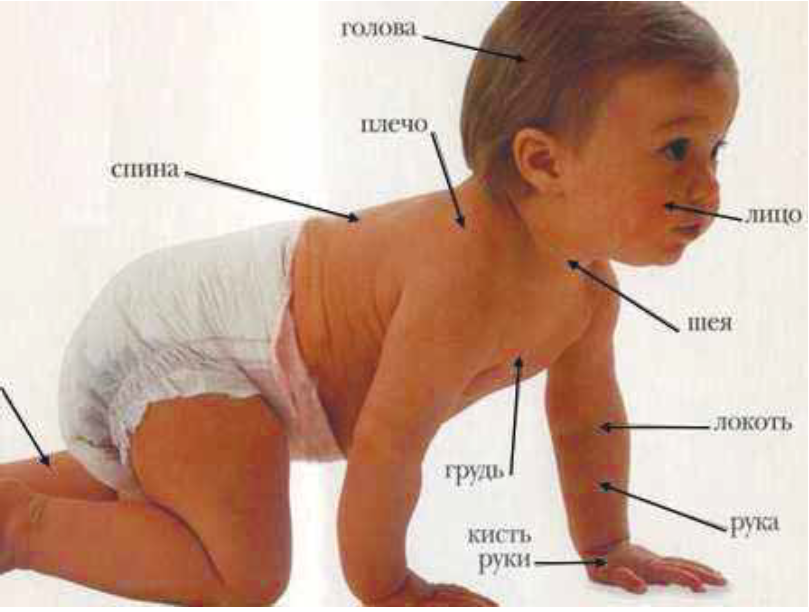 голова
плечо
спина
лицо
шея
локоть
грудь
рука
кисть
руки